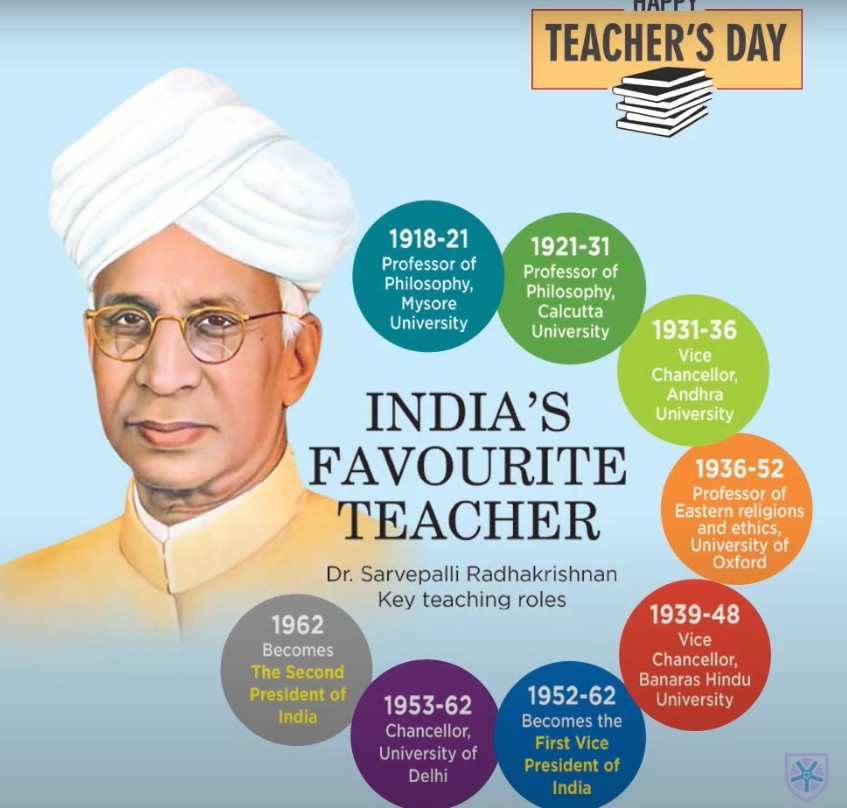 HAPPY
TEACHER'S DAY
1918-21
Professor of
Philosophy,
Mysore
University
1921-31
Professor of
Philosophy,
Calcutta
University
1931-36
Vice
Chancellor,
Andhra
University
INDIA'S
FAVOURITE
TEACHER
Dr. Sarvepalli Radhakrishnan
Key teaching roles
1936-52
Professor of
Eastern religions
and ethics,
University of
Oxford
1939-48
Vice
Chancellor,
Banaras Hindu
University
1952-62
Becomes the
First Vice
President of
India
1953-62
Chancellor,
University of
Delhi
1962
Becomes
The Second
President of
India